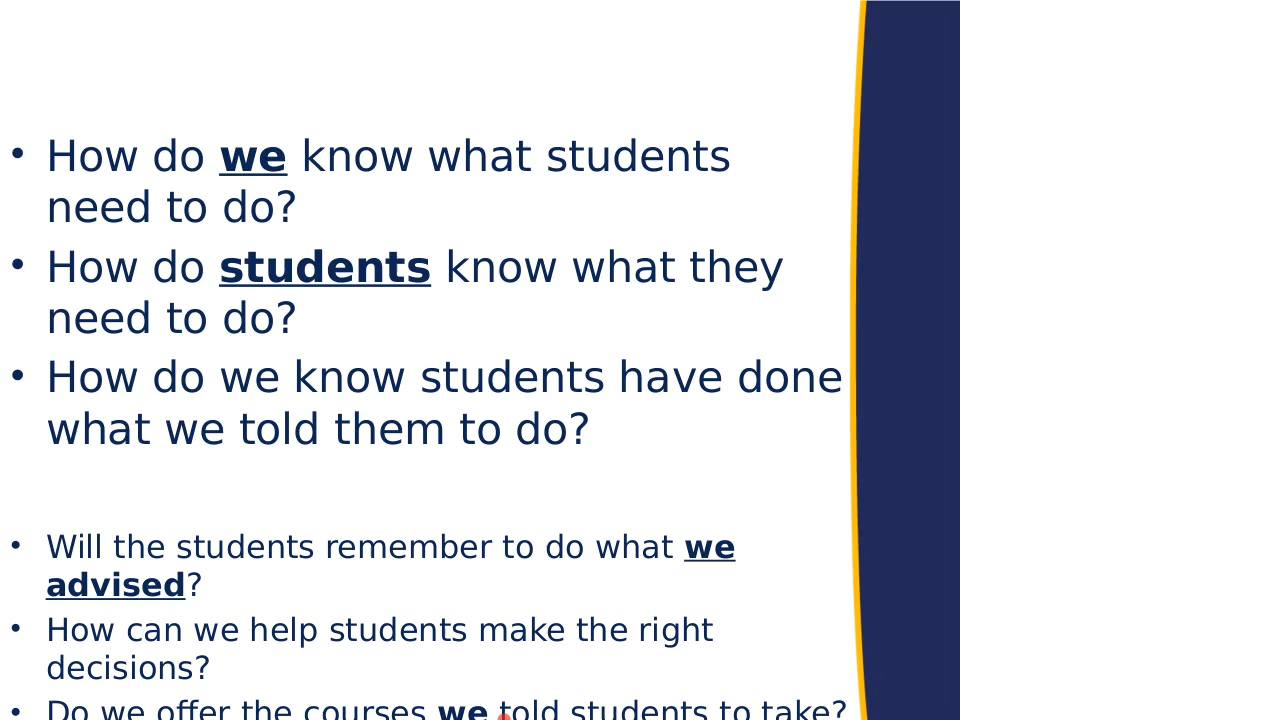 • How do we know what students
need to do?
• How do students know what they
need to do?
• How do we know students have done
what we told them to do?
• Will the students remember to do what we
advised?
• How can we help students make the right
decisions?
• Do we offer the courses we told students to take?